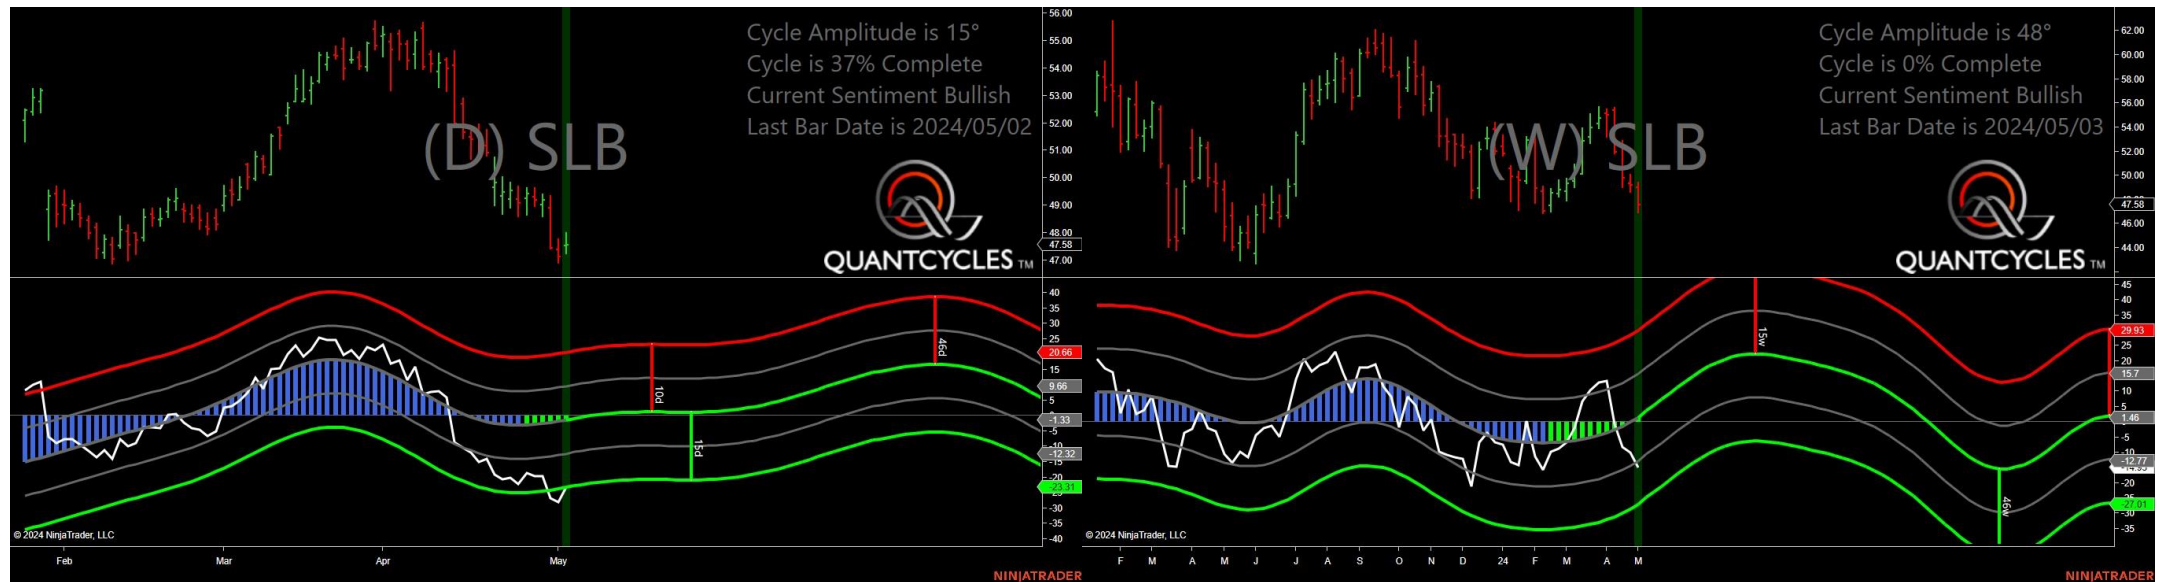 Cycle Amplitude is 15°
Cycle is 37% Complete
Current Sentiment Bullish
Last Bar Date is 2024/05/02
(D) SLB
QUANTCYCLES TM
56.00
55.00
54.00
53.00
52.00
51.00
50.00
49.00
48.00
47.58
47.00
40
35
30
25
20.66
15
9.66
5
-1.33
-5
-12.32
-15
-20
-23.31
-30
-35
-40
10d
15d
46d
© 2024 NinjaTrader, LLC
Feb Mar Apr May
NINJATRADER
Cycle Amplitude is 48°
Cycle is 0% Complete
Current Sentiment Bullish
Last Bar Date is 2024/05/03
(W) SLB
QUANTCYCLES TM
62.00
60.00
58.00
56.00
54.00
52.00
50.00
47.58
46.00
44.00
45
40
35
29.93
25
20
15.7
10
5
1.46
-5
-10
-12.77
-20
-27.01
-30
-35
15w
46w
© 2024 NinjaTrader, LLC
F M A M J J A S O N D 24 F M A M
NINJATRADER